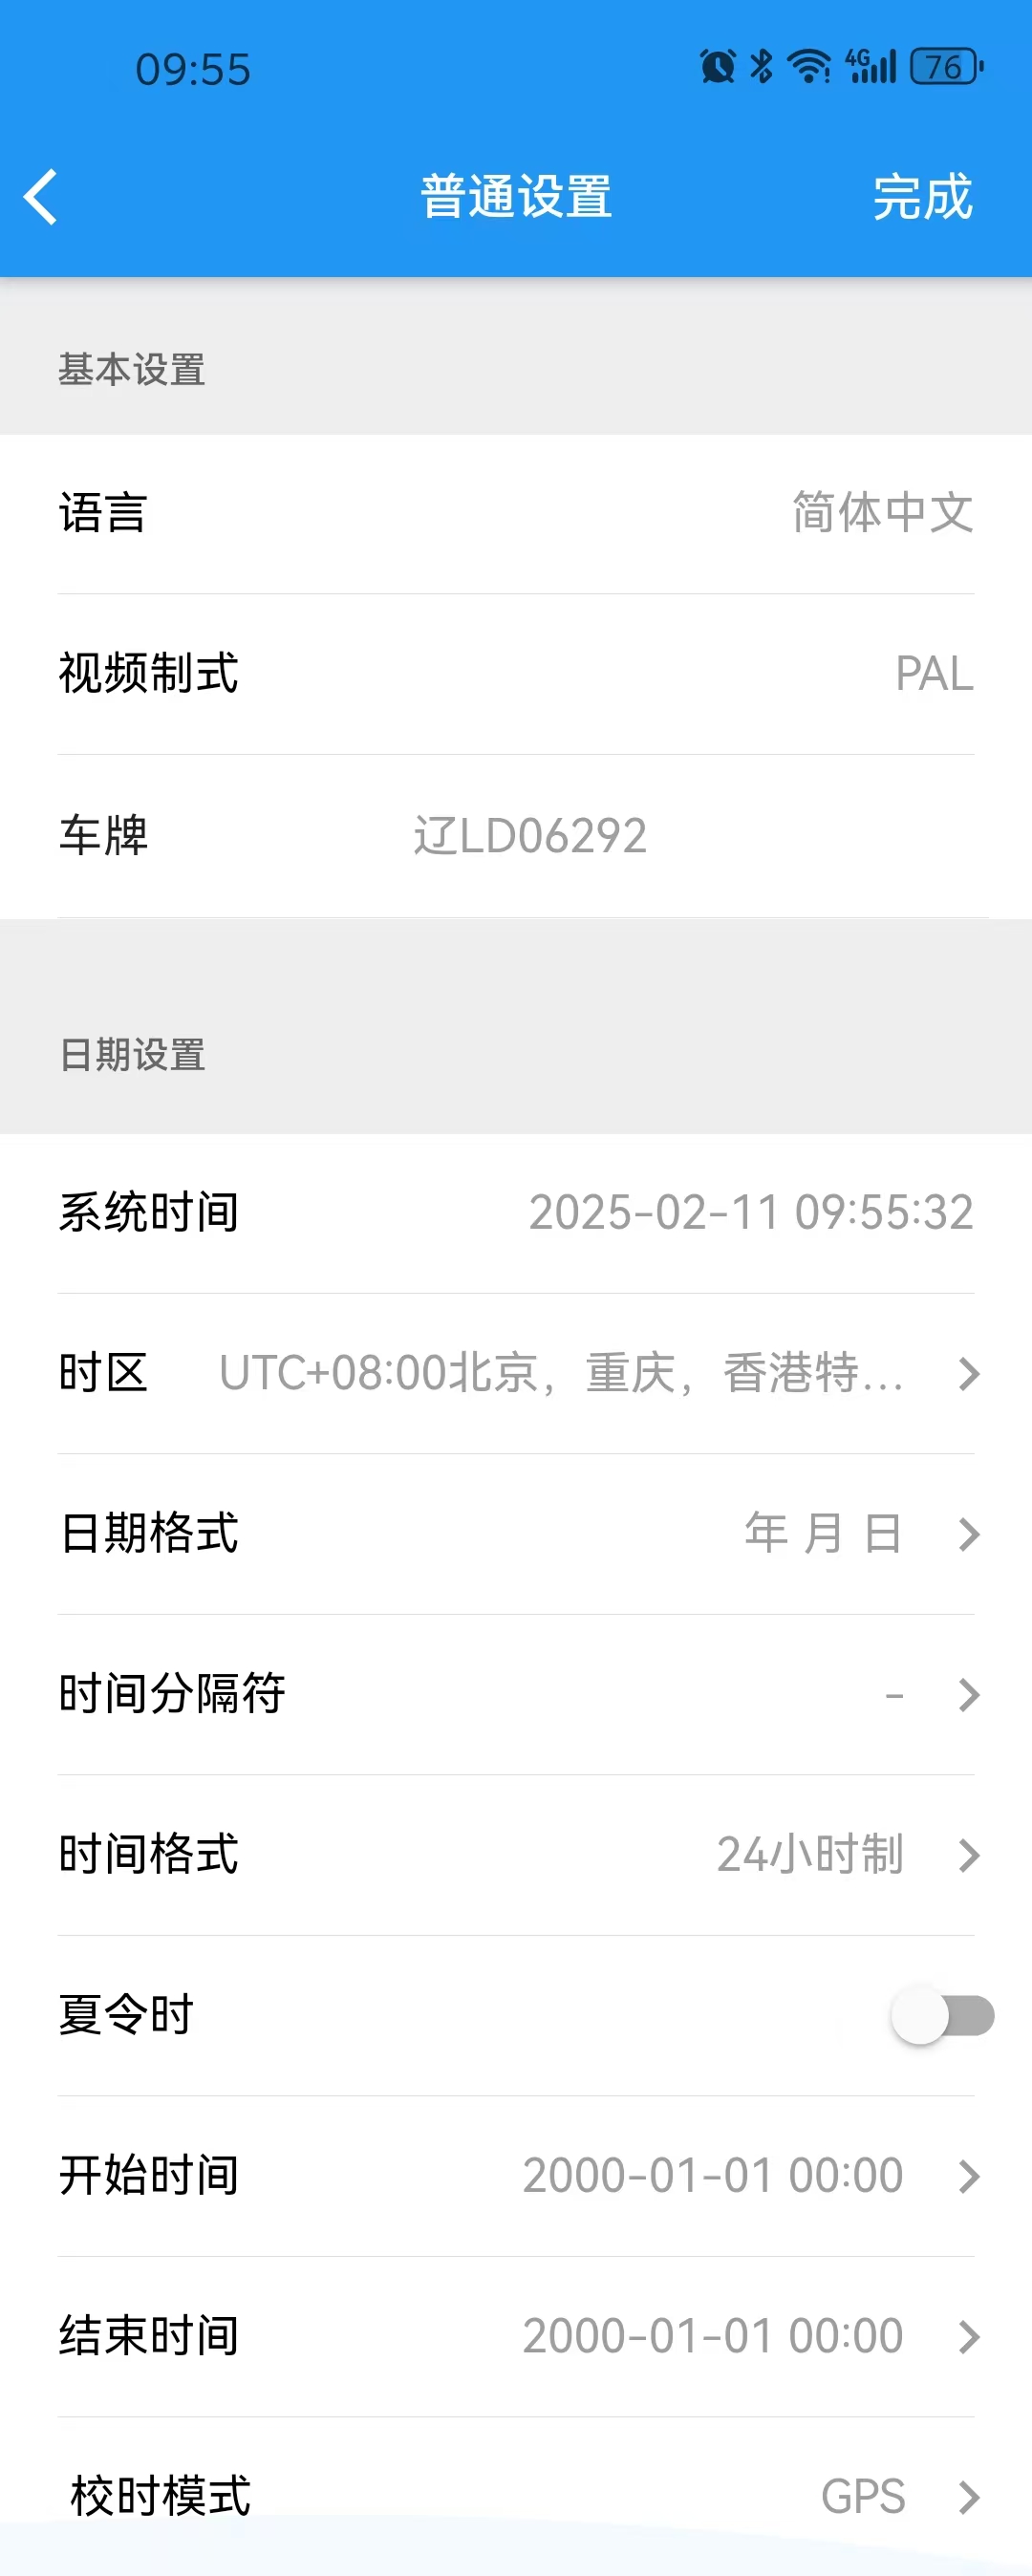 09:55
4G
76
普通设置
完成
基本设置
语言 简体中文
视频制式 PAL
车牌 辽LD06292
日期设置
系统时间 2025-02-11 09:55:32
时区 UTC+08:00北京，重庆，香港特...
日期格式 年 月 日
时间分隔符 -
时间格式 24小时制
夏令时
开始时间 2000-01-01 00:00
结束时间 2000-01-01 00:00
校时模式 GPS